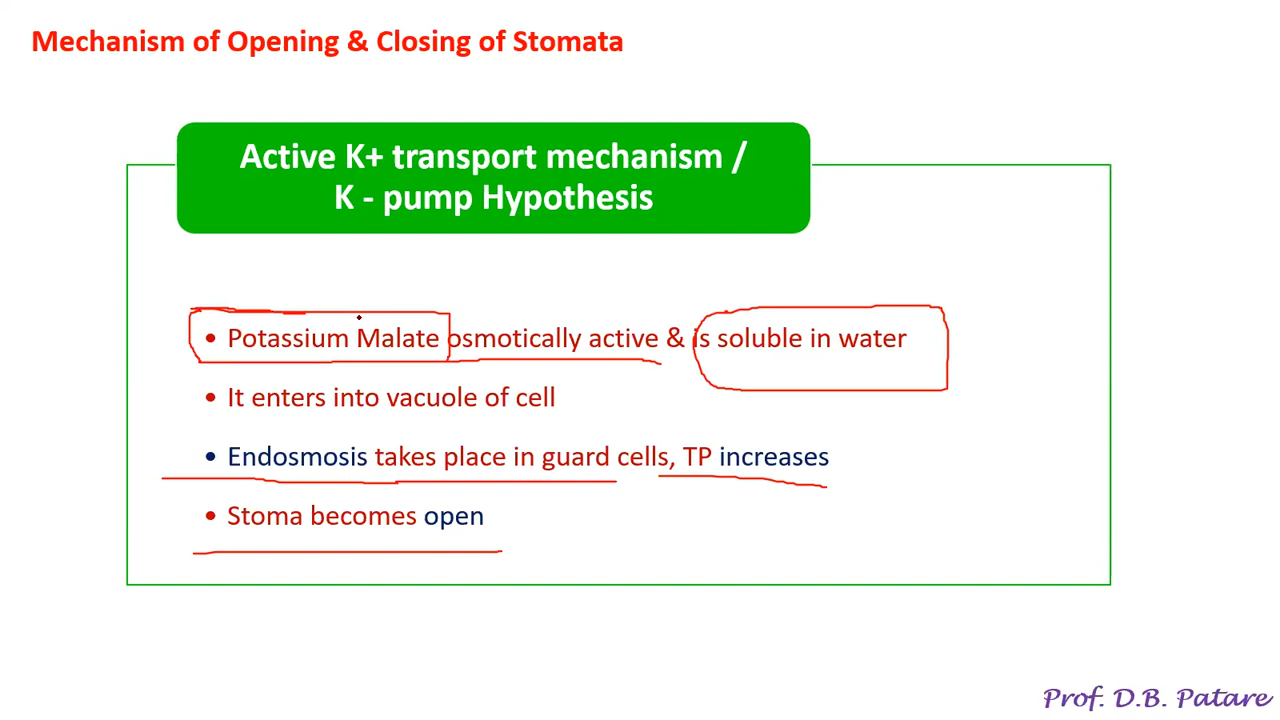 Mechanism of Opening & Closing of Stomata
Active K+ transport mechanism /
K - pump Hypothesis
• Potassium Malate osmotically active & is soluble in water
• It enters into vacuole of cell
• Endosmosis takes place in guard cells, TP increases
• Stoma becomes open
Prof. D.B. Patare